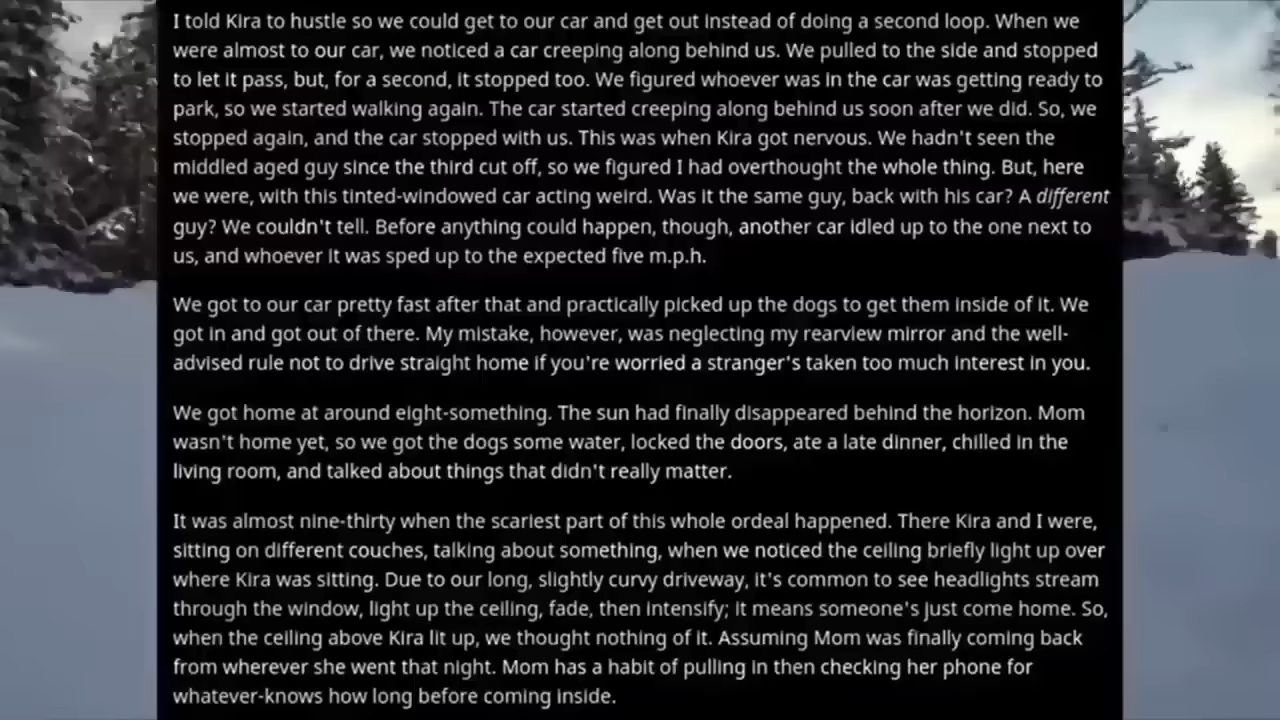 I told Kira to hustle so we could get to our car and get out instead of doing a second loop. When we
were almost to our car, we noticed a car creeping along behind us. We pulled to the side and stopped
to let it pass, but, for a second, it stopped too. We figured whoever was in the car was getting ready to
park, so we started walking again. The car started creeping along behind us soon after we did. So, we
stopped again, and the car stopped with us. This was when Kira got nervous. We hadn't seen the
middled aged guy since the third cut off, so we figured I had overthought the whole thing. But, here
we were, with this tinted-windowed car acting weird. Was it the same guy, back with his car? A different
guy? We couldn't tell. Before anything could happen, though, another car idled up to the one next to
us, and whoever it was sped up to the expected five m.p.h.
We got to our car pretty fast after that and practically picked up the dogs to get them inside of it. We
got in and got out of there. My mistake, however, was neglecting my rearview mirror and the well-
advised rule not to drive straight home if you're worried a stranger's taken too much interest in you.
We got home at around eight-something. The sun had finally disappeared behind the horizon. Mom
wasn't home yet, so we got the dogs some water, locked the doors, ate a late dinner, chilled in the
living room, and talked about things that didn't really matter.
It was almost nine-thirty when the scariest part of this whole ordeal happened. There Kira and I were,
sitting on different couches, talking about something, when we noticed the ceiling briefly light up over
where Kira was sitting. Due to our long, slightly curvy driveway, it's common to see headlights stream
through the window, light up the ceiling, fade, then intensify; it means someone's just come home. So,
when the ceiling above Kira lit up, we thought nothing of it. Assuming Mom was finally coming back
from wherever she went that night. Mom has a habit of pulling in then checking her phone for
whatever-knows how long before coming inside.